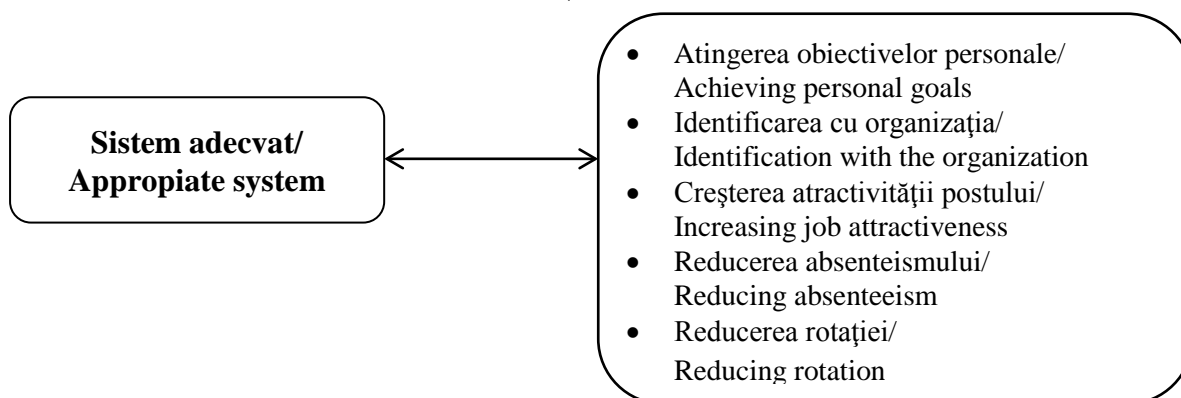 Sistem adecvat/
Appropiate system
• Atingerea obiectivelor personale/
Achieving personal goals
• Identificarea cu organizaţia/
Identification with the organization
• Creşterea atractivităţii postului/
Increasing job attractiveness
• Reducerea absenteismului/
Reducing absenteeism
• Reducerea rotaţiei/
Reducing rotation